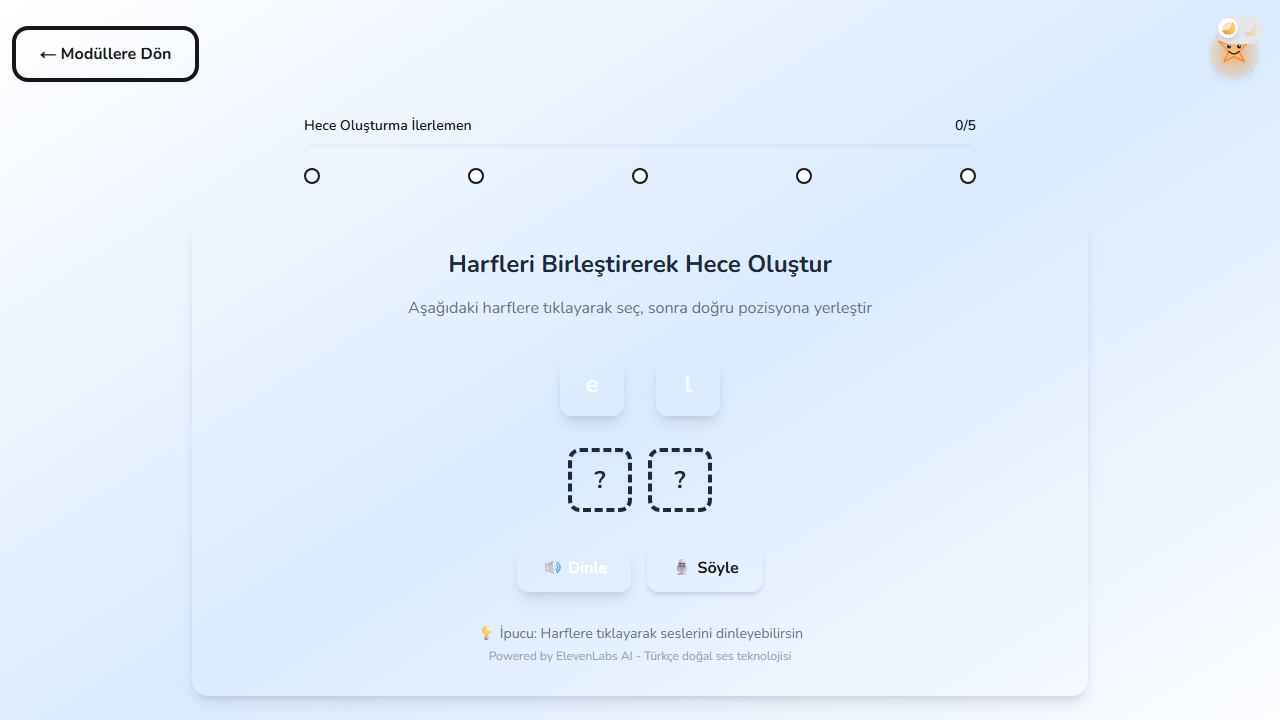 ← Modüllere Dön
Hece Oluşturma İlerlemen 0/5
Harfleri Birleştirerek Hece Oluştur
Aşağıdaki harflere tıklayarak seç, sonra doğru pozisyona yerleştir
e l
? ?
Dinle Söyle
İpucu: Harflere tıklayarak seslerini dinleyebilirsin
Powered by ElevenLabs AI - Türkçe doğal ses teknolojisi